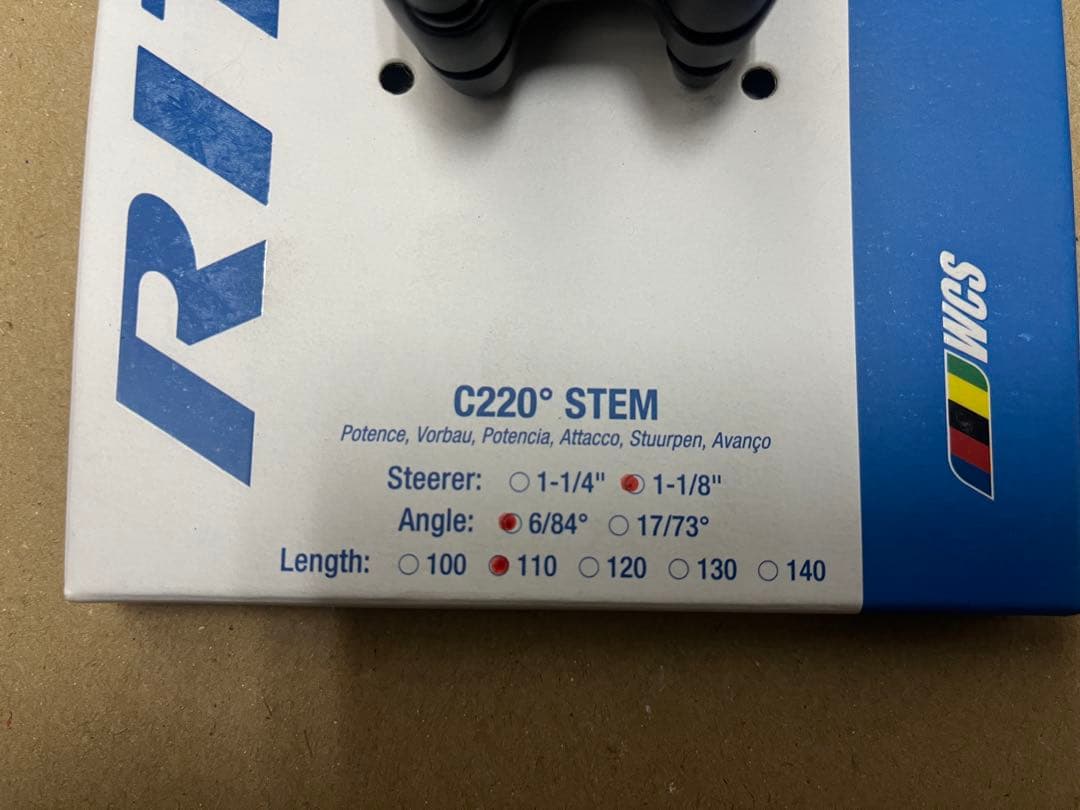 C220° STEM
Potence, Vorbau, Potencia, Attacco, Stuurpen, Avanço
Steerer: 1-1/4" 1-1/8"
Angle: 6/84° 17/73°
Length: 100 110 120 130 140
WCS
RIT